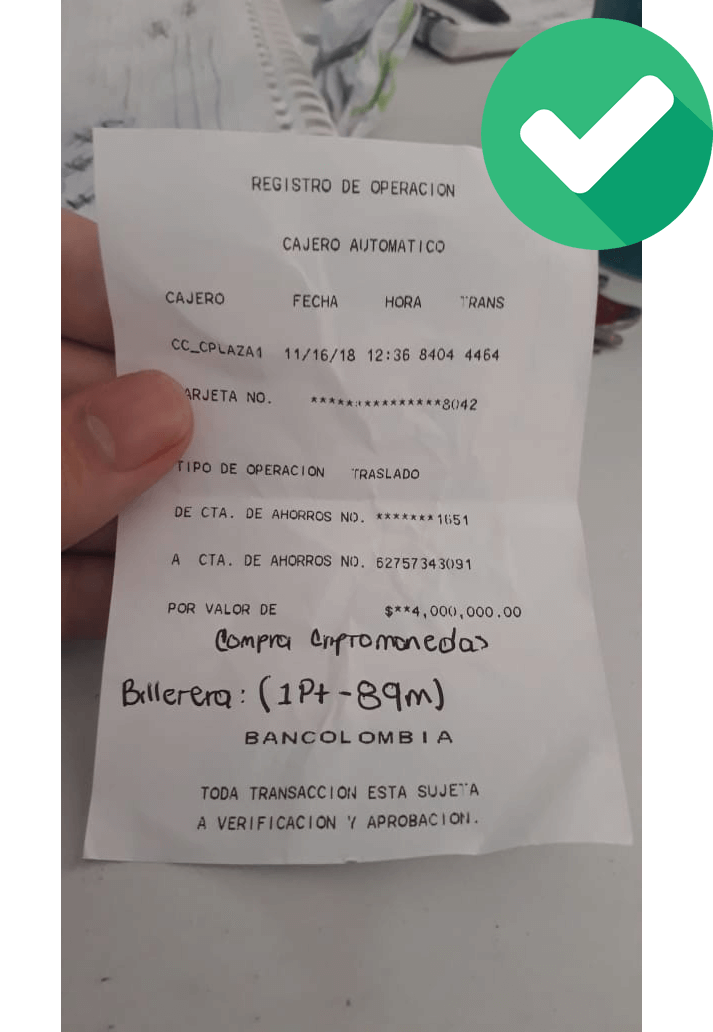 REGISTRO DE OPERACION
CAJERO AUTOMATICO
CAJERO FECHA HORA TRANS
CC_CPLAZA1 11/16/18 12:36 8404 4464
ARJETA NO. ******************8042
TIPO DE OPERACION TRASLADO
DE CTA. DE AHORROS NO. *******1651
A CTA. DE AHORROS NO. 62757343091
POR VALOR DE $**4,000,000.00
Compra Criptomonedas
Billerera: (1Pt-89m)
BANCOLOMBIA
TODA TRANSACCION ESTA SUJETA
A VERIFICACION Y APROBACION.